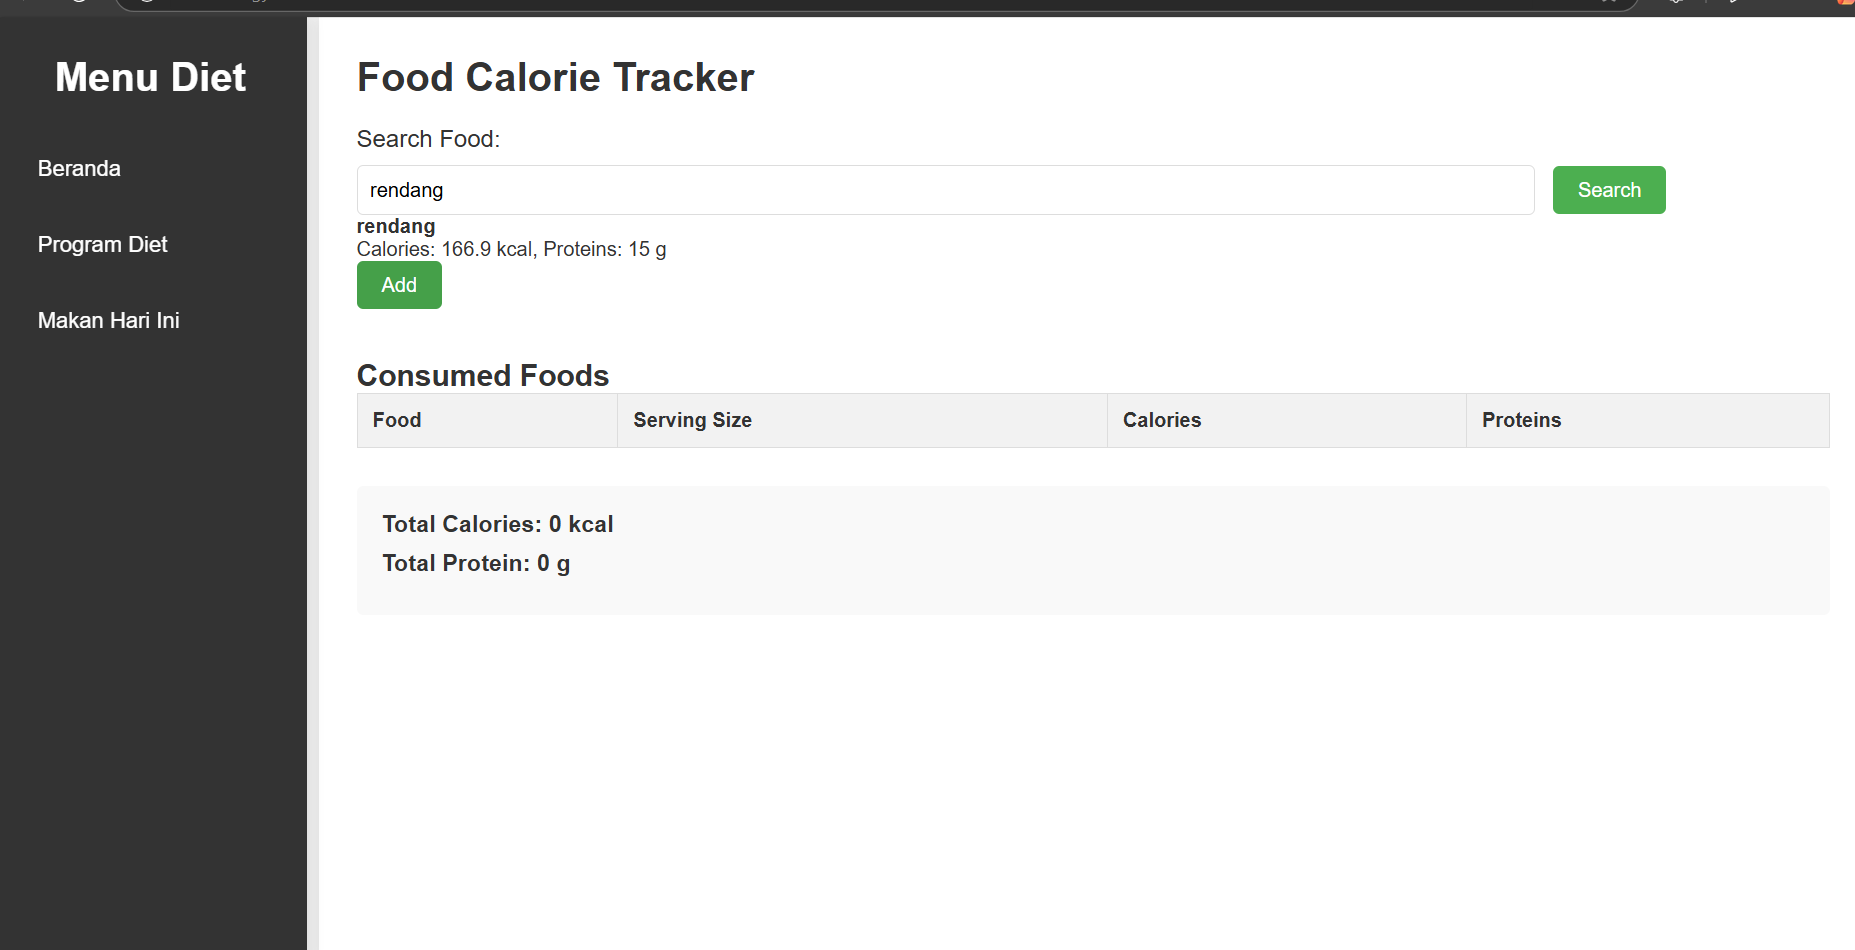 Menu Diet
Beranda
Program Diet
Makan Hari Ini
Food Calorie Tracker
Search Food:
rendang
Search
rendang
Calories: 166.9 kcal, Proteins: 15 g
Add
Consumed Foods
Food Serving Size Calories Proteins
Total Calories: 0 kcal
Total Protein: 0 g